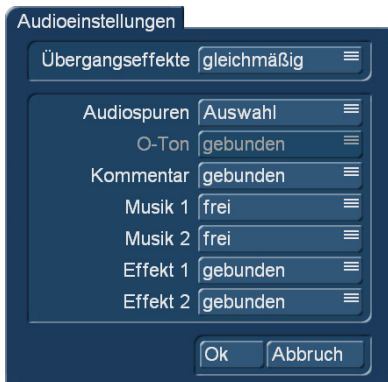 Audioeinstellungen
Übergangseffekte gleichmäßig
Audiospuren Auswahl
O-Ton gebunden
Kommentar gebunden
Musik 1 frei
Musik 2 frei
Effekt 1 gebunden
Effekt 2 gebunden
Ok Abbruch